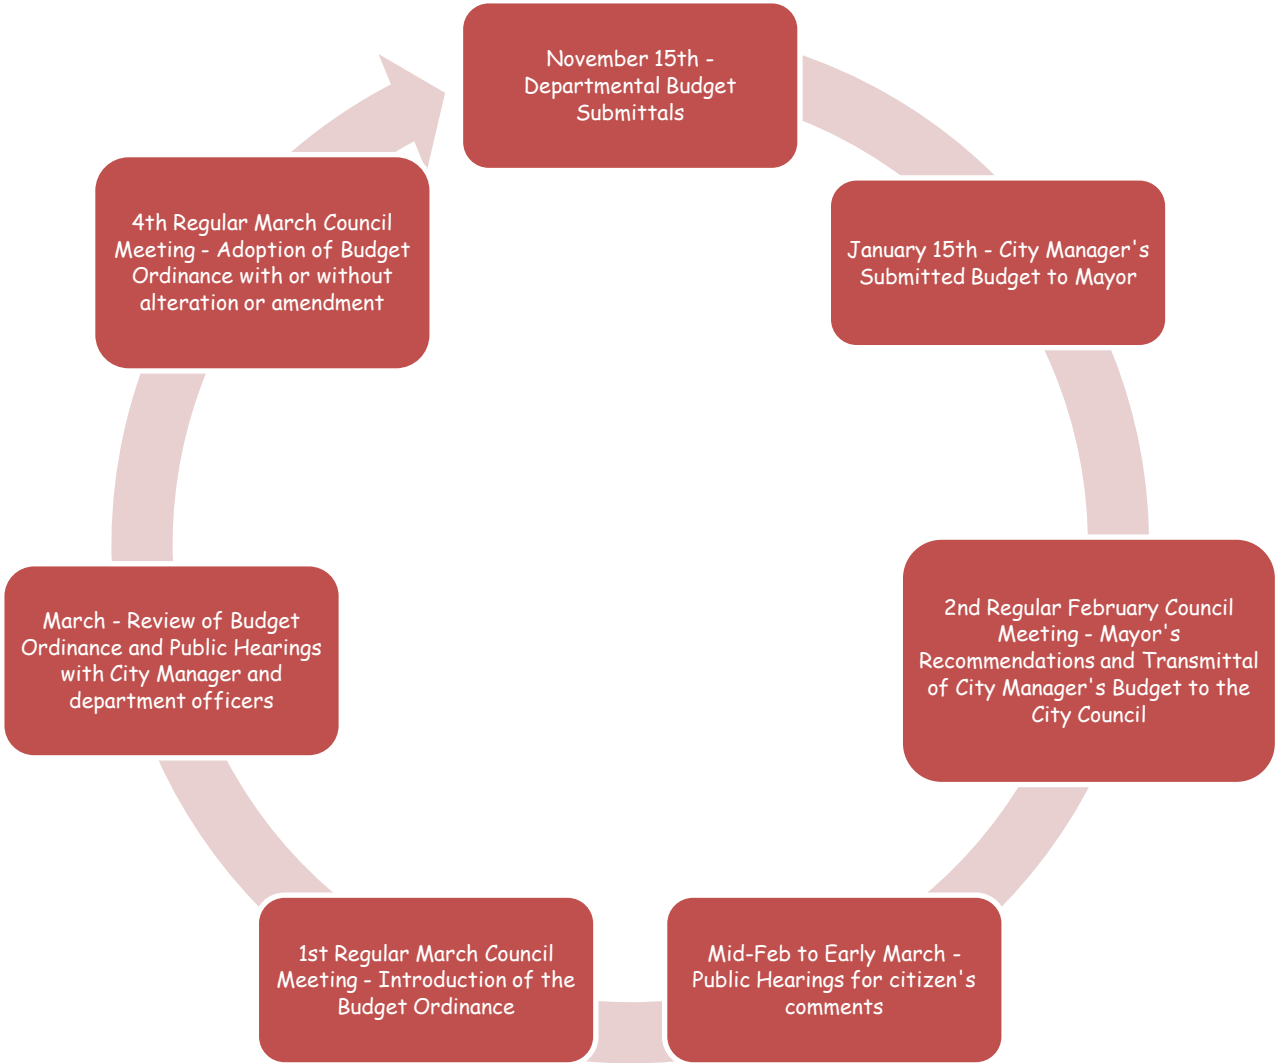 November 15th -
Departmental Budget
Submittals
January 15th - City Manager's
Submitted Budget to Mayor
2nd Regular February Council
Meeting - Mayor's
Recommendations and Transmittal
of City Manager's Budget to the
City Council
Mid-Feb to Early March -
Public Hearings for citizen's
comments
1st Regular March Council
Meeting - Introduction of the
Budget Ordinance
March - Review of Budget
Ordinance and Public Hearings
with City Manager and
department officers
4th Regular March Council
Meeting - Adoption of Budget
Ordinance with or without
alteration or amendment